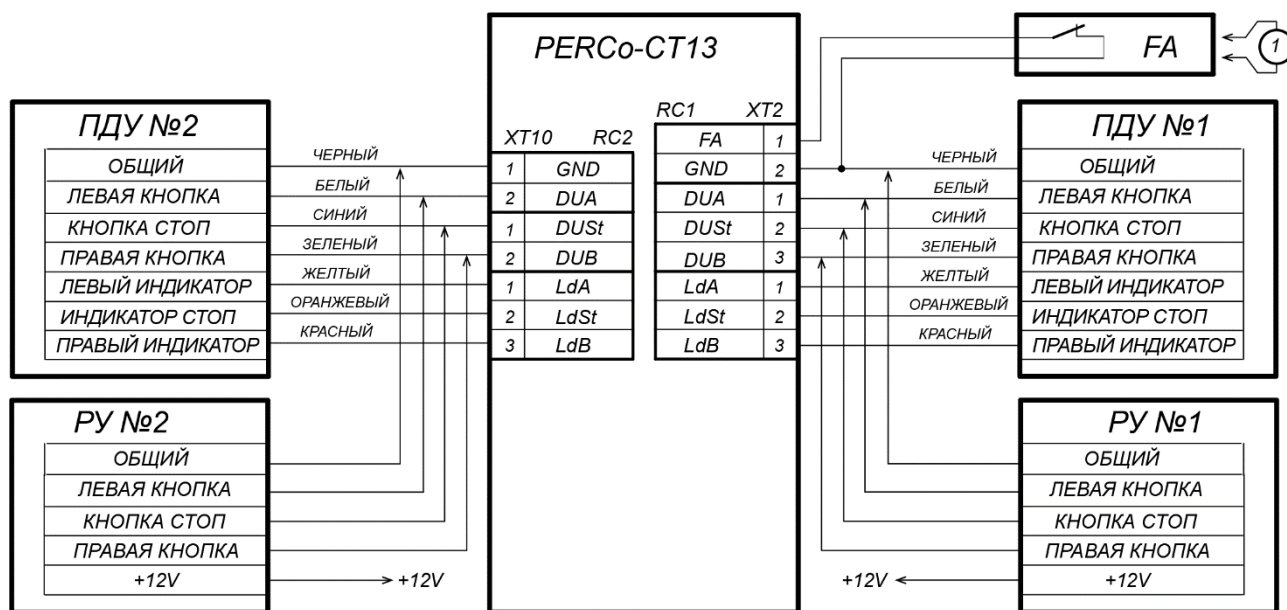 PERCo-CT13
FA
1
ПДУ №2
ОБЩИЙ
ЛЕВАЯ КНОПКА
КНОПКА СТОП
ПРАВАЯ КНОПКА
ЛЕВЫЙ ИНДИКАТОР
ИНДИКАТОР СТОП
ПРАВЫЙ ИНДИКАТОР
ЧЕРНЫЙ
БЕЛЫЙ
СИНИЙ
ЗЕЛЕНЫЙ
ЖЕЛТЫЙ
ОРАНЖЕВЫЙ
КРАСНЫЙ
XT10 RC2
1 GND
2 DUA
1 DUSt
2 DUB
1 LdA
2 LdSt
3 LdB
RC1 XT2
FA 1
GND 2
DUA 1
DUSt 2
DUB 3
LdA 1
LdSt 2
LdB 3
ЧЕРНЫЙ
БЕЛЫЙ
СИНИЙ
ЗЕЛЕНЫЙ
ЖЕЛТЫЙ
ОРАНЖЕВЫЙ
КРАСНЫЙ
ПДУ №1
ОБЩИЙ
ЛЕВАЯ КНОПКА
КНОПКА СТОП
ПРАВАЯ КНОПКА
ЛЕВЫЙ ИНДИКАТОР
ИНДИКАТОР СТОП
ПРАВЫЙ ИНДИКАТОР
РУ №2
ОБЩИЙ
ЛЕВАЯ КНОПКА
КНОПКА СТОП
ПРАВАЯ КНОПКА
+12V
+12V
РУ №1
ОБЩИЙ
ЛЕВАЯ КНОПКА
КНОПКА СТОП
ПРАВАЯ КНОПКА
+12V
+12V